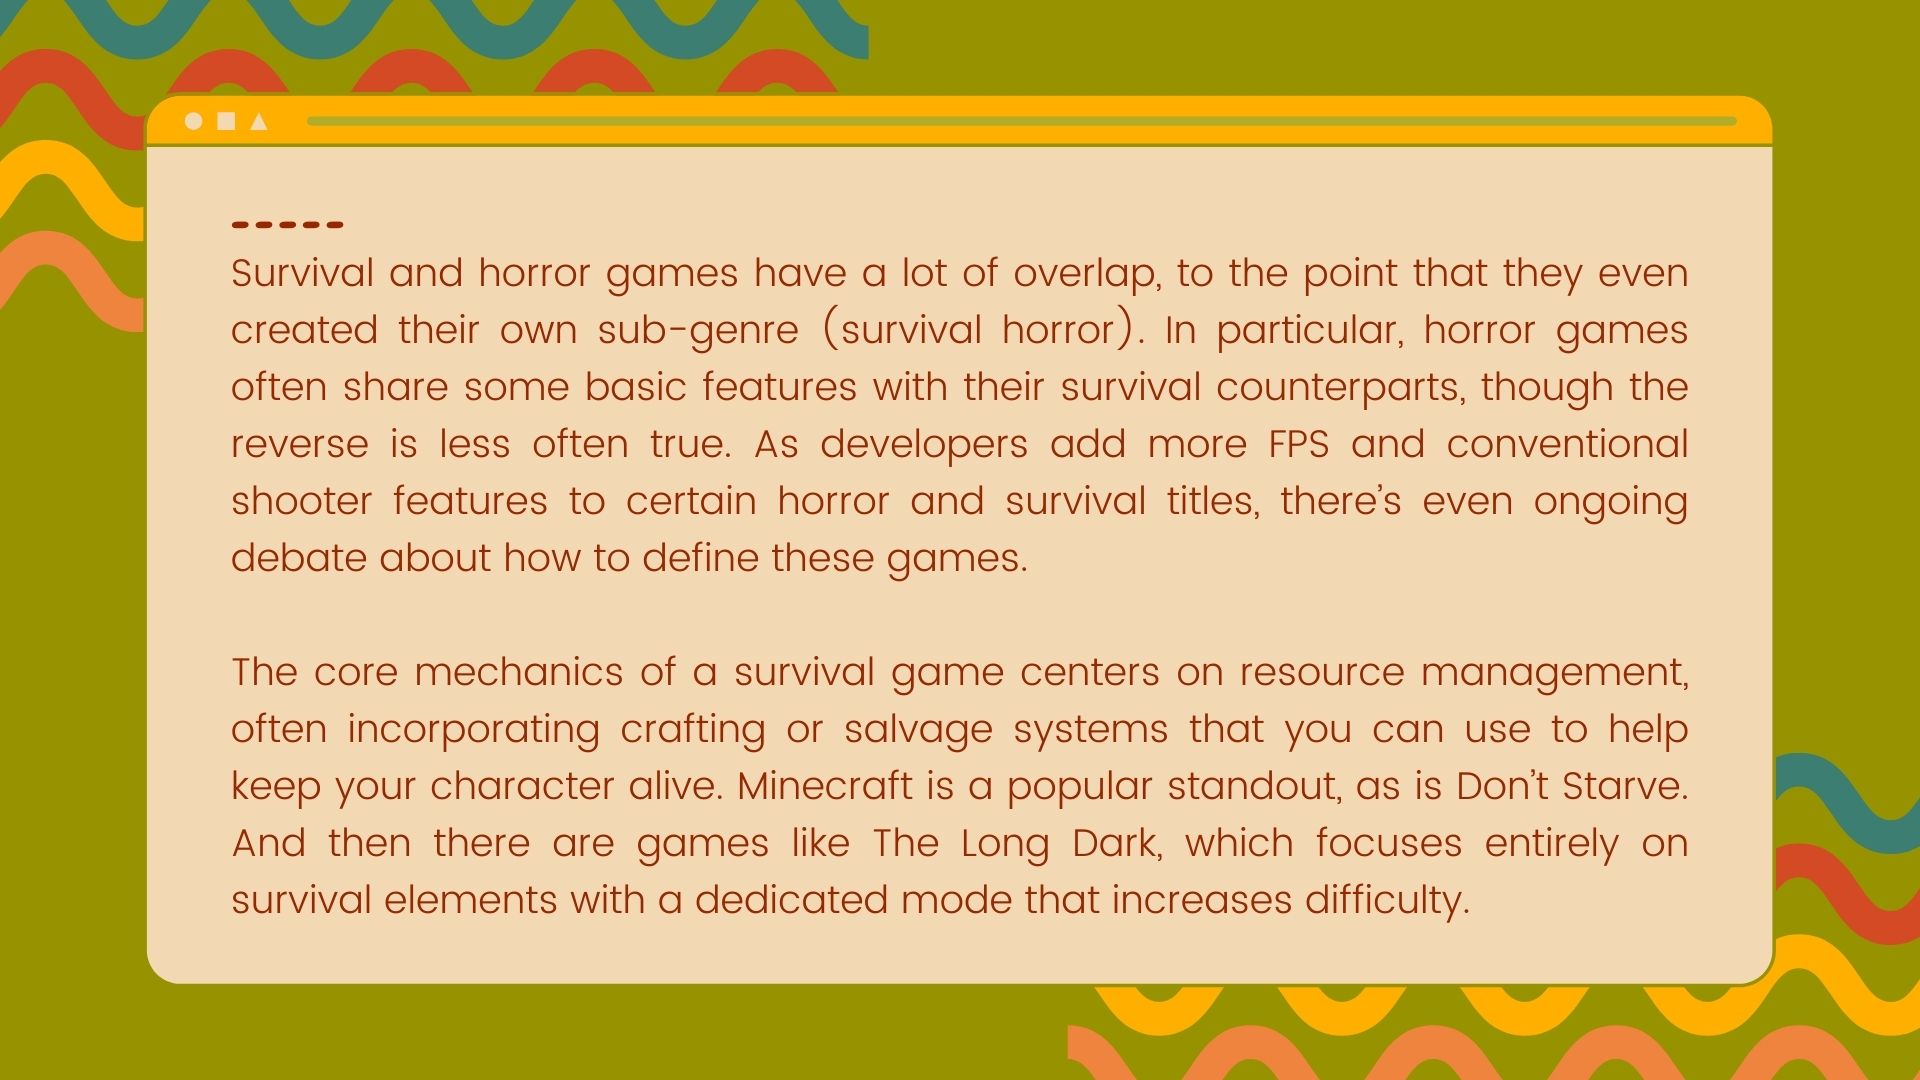 Survival and horror games have a lot of overlap, to the point that they even
created their own sub-genre (survival horror). In particular, horror games
often share some basic features with their survival counterparts, though the
reverse is less often true. As developers add more FPS and conventional
shooter features to certain horror and survival titles, there’s even ongoing
debate about how to define these games.
The core mechanics of a survival game centers on resource management,
often incorporating crafting or salvage systems that you can use to help
keep your character alive. Minecraft is a popular standout, as is Don’t Starve.
And then there are games like The Long Dark, which focuses entirely on
survival elements with a dedicated mode that increases difficulty.